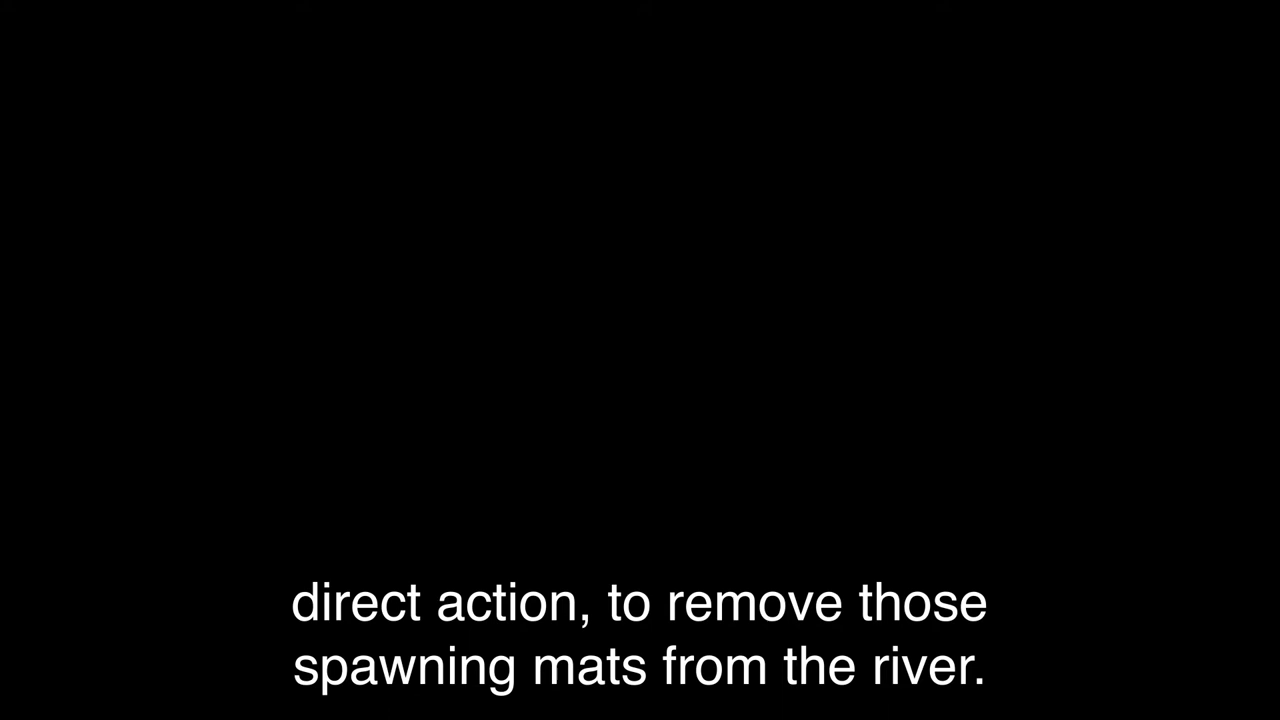 direct action, to remove those
spawning mats from the river.